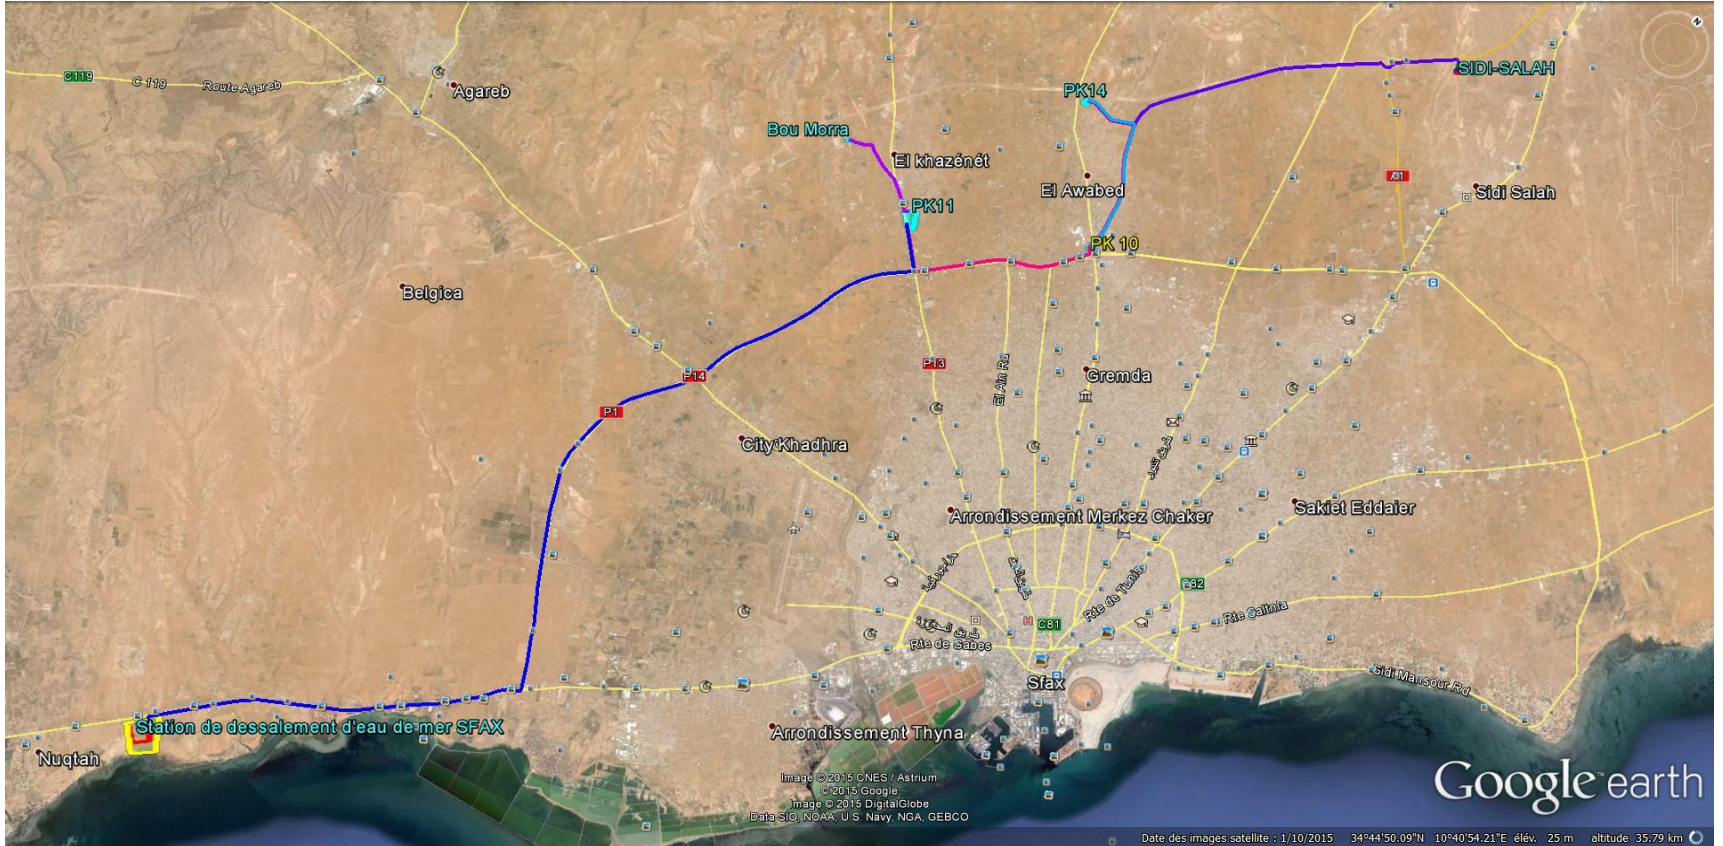 N
C119
C 119
Route Agareb
Agareb
PK14
SIDI-SALAH
Bou Morra
El khazénét
El Awabed
A1
Sidi Salah
PK11
PK 10
Belgica
P13
P14
El Ain Rd
Gremda
P1
City Khadhra
Arrondissement Merkez Chaker
Sakiet Eddaier
C82
Rte de Tunis
Rte Saltnia
H
C81
Sfax
Sidi Mansour Rd
Station de dessalement d'eau de mer SFAX
Arrondissement Thyna
Nuqtah
Image © 2015 CNES / Astrium
© 2015 Google
Image © 2015 DigitalGlobe
Data SIO, NOAA, U.S. Navy, NGA, GEBCO
Google earth
Date des images satellite : 1/10/2015 34°44'50.09"N 10°40'54.21"E élév. 25 m altitude 35.79 km